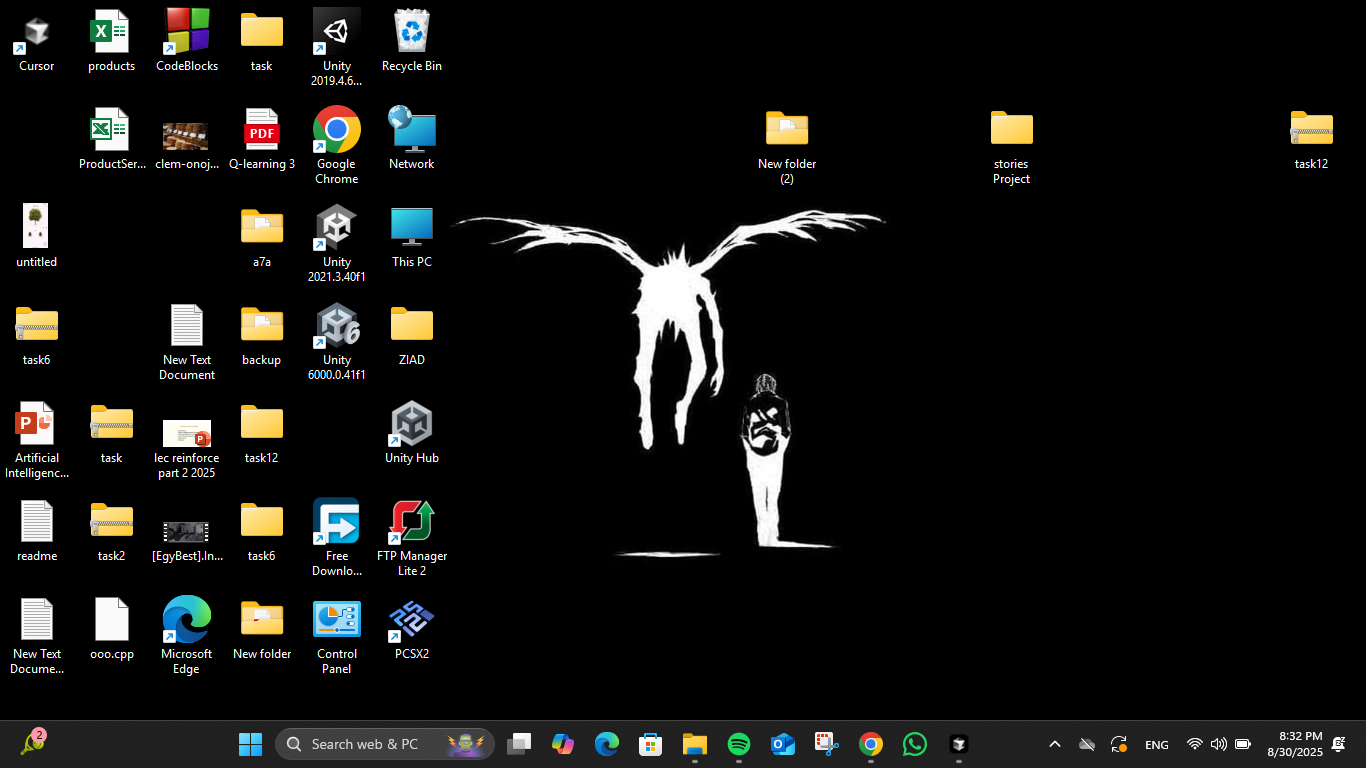 Cursor
products
CodeBlocks
task
Unity
2019.4.6...
Recycle Bin
ProductSer...
clem-onoj...
PDF
Q-learning 3
Google
Chrome
Network
New folder
(2)
stories
Project
task12
untitled
a7a
Unity
2021.3.40f1
This PC
task6
New Text
Document
backup
6
Unity
6000.0.41f1
ZIAD
P
Artificial
Intelligenc...
task
P
lec reinforce
part 2 2025
task12
Unity Hub
readme
task2
[EgyBest].In...
task6
Free
Downlo...
FTP Manager
Lite 2
New Text
Docume...
ooo.cpp
Microsoft
Edge
New folder
Control
Panel
PCSX2
2
Search web & PC
ENG
8:32 PM
8/30/2025